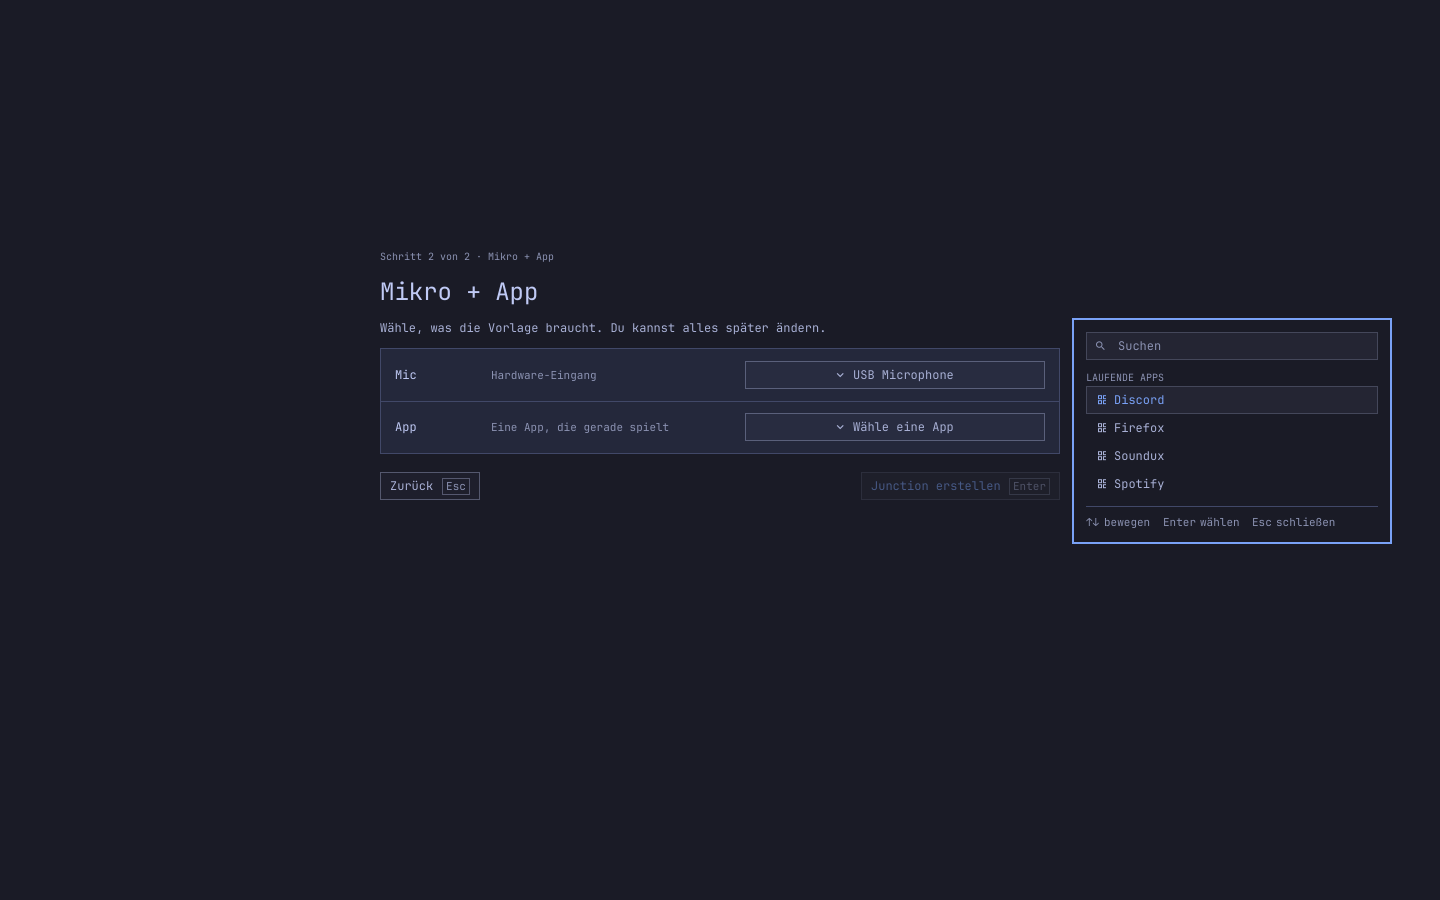 Schritt 2 von 2 · Mikro + App
Mikro + App
Wähle, was die Vorlage braucht. Du kannst alles später ändern.
Mic Hardware-Eingang USB Microphone
App Eine App, die gerade spielt Wähle eine App
Zurück Esc Junction erstellen Enter
Suchen
LAUFENDE APPS
Discord
Firefox
Soundux
Spotify
↑↓ bewegen Enter wählen Esc schließen